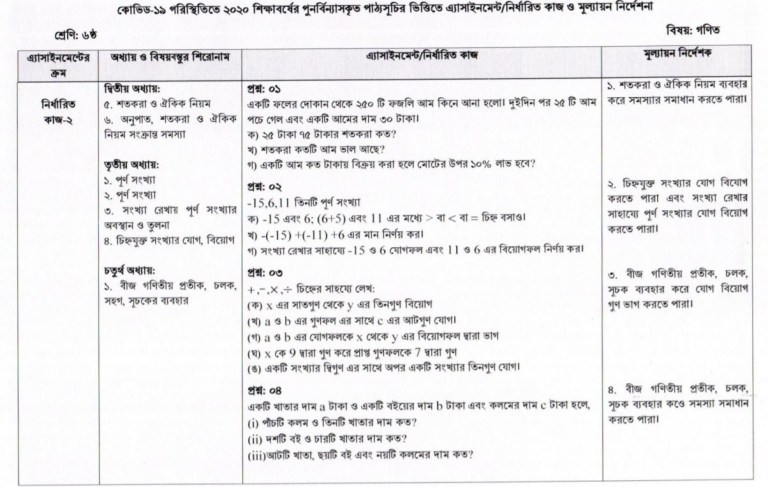 কোভিড-১৯ পরিস্থিতিতে ২০২০ শিক্ষাবর্ষের পুনর্বিন্যাসকৃত পাঠ্যসূচির ভিত্তিতে এ্যাসাইনমেন্ট/নির্ধারিত কাজ ও মূল্যায়ন নির্দেশনা
শ্রেণি: ৬ষ্ঠ
বিষয়: গণিত
এ্যাসাইনমেন্টের ক্রম
অধ্যায় ও বিষয়বস্তুর শিরোনাম
এ্যাসাইনমেন্ট/নির্ধারিত কাজ
মূল্যায়ন নির্দেশক
নির্ধারিত
কাজ-২
দ্বিতীয় অধ্যায়:
৫. শতকরা ও ঐকিক নিয়ম
৬. অনুপাত, শতকরা ও ঐকিক
নিয়ম সংক্রান্ত সমস্যা
তৃতীয় অধ্যায়:
১. পূর্ণ সংখ্যা
২. পূর্ণ সংখ্যা
৩. সংখ্যা রেখায় পূর্ণ সংখ্যার
অবস্থান ও তুলনা
৪. চিহ্নযুক্ত সংখ্যার যোগ, বিয়োগ
চতুর্থ অধ্যায়:
১. বীজ গণিতীয় প্রতীক, চলক,
সহগ, সূচকের ব্যবহার
প্রশ্ন: ০১
একটি ফলের দোকান থেকে ২৫০ টি ফজলি আম কিনে আনা হলো। দুইদিন পর ২৫ টি আম
পচে গেল এবং একটি আমের দাম ৩০ টাকা।
ক) ২৫ টাকা ৭৫ টাকার শতকরা কত?
খ) শতকরা কতটি আম ভাল আছে?
গ) একটি আম কত টাকায় বিক্রয় করা হলে মোটের উপর ১০% লাভ হবে?
প্রশ্ন: ০২
-15,6,11 তিনটি পূর্ণ সংখ্যা
ক) -15 এবং 6; (6+5) এবং 11 এর মধ্যে > বা < বা = চিহ্ন বসাও।
খ) -(-15) +(-11) +6 এর মান নির্ণয় কর।
গ) সংখ্যা রেখার সাহায্যে -15 ও 6 যোগফল এবং 11 ও 6 এর বিয়োগফল নির্ণয় কর।
প্রশ্ন: ০৩
+,−,×,÷ চিহ্নের সাহায্যে লেখ:
(ক) x এর সাতগুণ থেকে y এর তিনগুণ বিয়োগ
(খ) a ও b এর গুণফল এর সাথে c এর আটগুণ যোগ।
(গ) a ও b এর যোগফলকে x থেকে y এর বিয়োগফল দ্বারা ভাগ
(ঘ) x কে 9 দ্বারা গুণ করে প্রাপ্ত গুণফলকে 7 দ্বারা গুণ
(ঙ) একটি সংখ্যার দ্বিগুণ এর সাথে অপর একটি সংখ্যার তিনগুণ যোগ।
প্রশ্ন: ০৪
একটি খাতার দাম a টাকা ও একটি বইয়ের দাম b টাকা এবং কলমের দাম c টাকা হলে,
(i) পাঁচটি কলম ও তিনটি খাতার দাম কত?
(ii) দশটি বই ও চারটি খাতার দাম কত?
(iii)আটটি খাতা, ছয়টি বই এবং নয়টি কলমের দাম কত?
১. শতকরা ও ঐকিক নিয়ম ব্যবহার
করে সমস্যার সমাধান করতে পারা।
২. চিহ্নযুক্ত সংখ্যার যোগ বিয়োগ
করতে পারা এবং সংখ্যা রেখার
সাহায্যে পূর্ণ সংখ্যার যোগ বিয়োগ
করতে পারা।
৩. বীজ গণিতীয় প্রতীক, চলক,
সূচক ব্যবহার করে যোগ বিয়োগ
গুণ ভাগ করতে পারা।
৪. বীজ গণিতীয় প্রতীক, চলক,
সূচক ব্যবহার কণ্ডে সমস্যা সমাধান
করতে পারা।